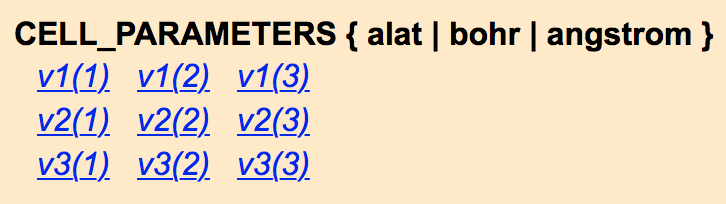 CELL_PARAMETERS { alat | bohr | angstrom }
v1(1) v1(2) v1(3)
v2(1) v2(2) v2(3)
v3(1) v3(2) v3(3)